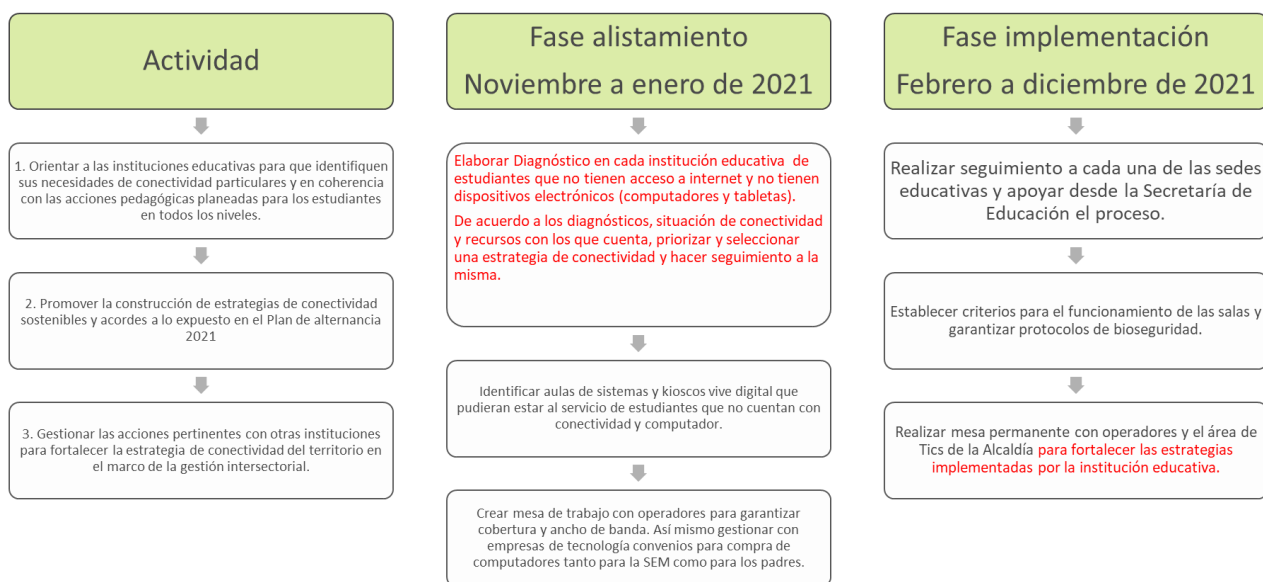 Actividad
1. Orientar a las instituciones educativas para que identifiquen
sus necesidades de conectividad particulares y en coherencia
con las acciones pedagógicas planeadas para los estudiantes
en todos los niveles.
2. Promover la construcción de estrategias de conectividad
sostenibles y acordes a lo expuesto en el Plan de alternancia
2021
3. Gestionar las acciones pertinentes con otras instituciones
para fortalecer la estrategia de conectividad del territorio en
el marco de la gestión intersectorial.
Fase alistamiento
Noviembre a enero de 2021
Elaborar Diagnóstico en cada institución educativa de
estudiantes que no tienen acceso a internet y no tienen
dispositivos electrónicos (computadores y tabletas).
De acuerdo a los diagnósticos, situación de conectividad
y recursos con los que cuenta, priorizar y seleccionar
una estrategia de conectividad y hacer seguimiento a la
misma.
Identificar aulas de sistemas y kioscos vive digital que
pudieran estar al servicio de estudiantes que no cuentan con
conectividad y computador.
Crear mesa de trabajo con operadores para garantizar
cobertura y ancho de banda. Así mismo gestionar con
empresas de tecnología convenios para compra de
computadores tanto para la SEM como para los padres.
Fase implementación
Febrero a diciembre de 2021
Realizar seguimiento a cada una de las sedes
educativas y apoyar desde la Secretaría de
Educación el proceso.
Establecer criterios para el funcionamiento de las salas y
garantizar protocolos de bioseguridad.
Realizar mesa permanente con operadores y el área de
Tics de la Alcaldía para fortalecer las estrategias
implementadas por la institución educativa.